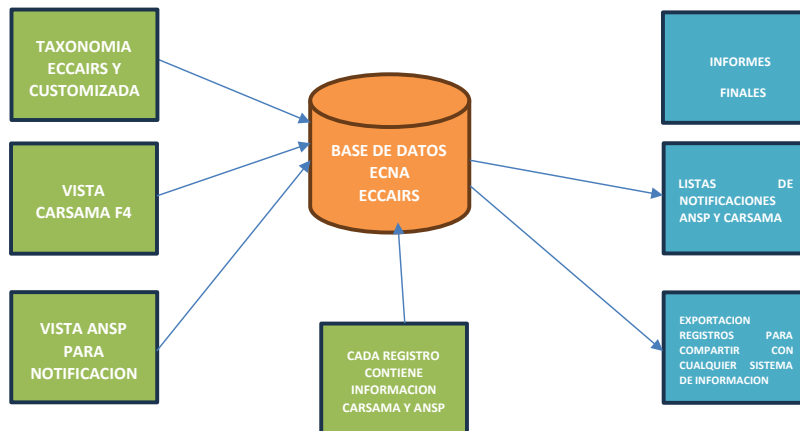 TAXONOMIA
ECCAIRS Y
CUSTOMIZADA
VISTA
CARSAMA F4
VISTA ANSP
PARA
NOTIFICACION
BASE DE DATOS
ECNA
ECCAIRS
CADA REGISTRO
CONTIENE
INFORMACION
CARSAMA Y ANSP
INFORMES
FINALES
LISTAS DE
NOTIFICACIONES
ANSP Y CARSAMA
EXPORTACION
REGISTROS PARA
COMPARTIR CON
CUALQUIER SISTEMA
DE INFORMACION